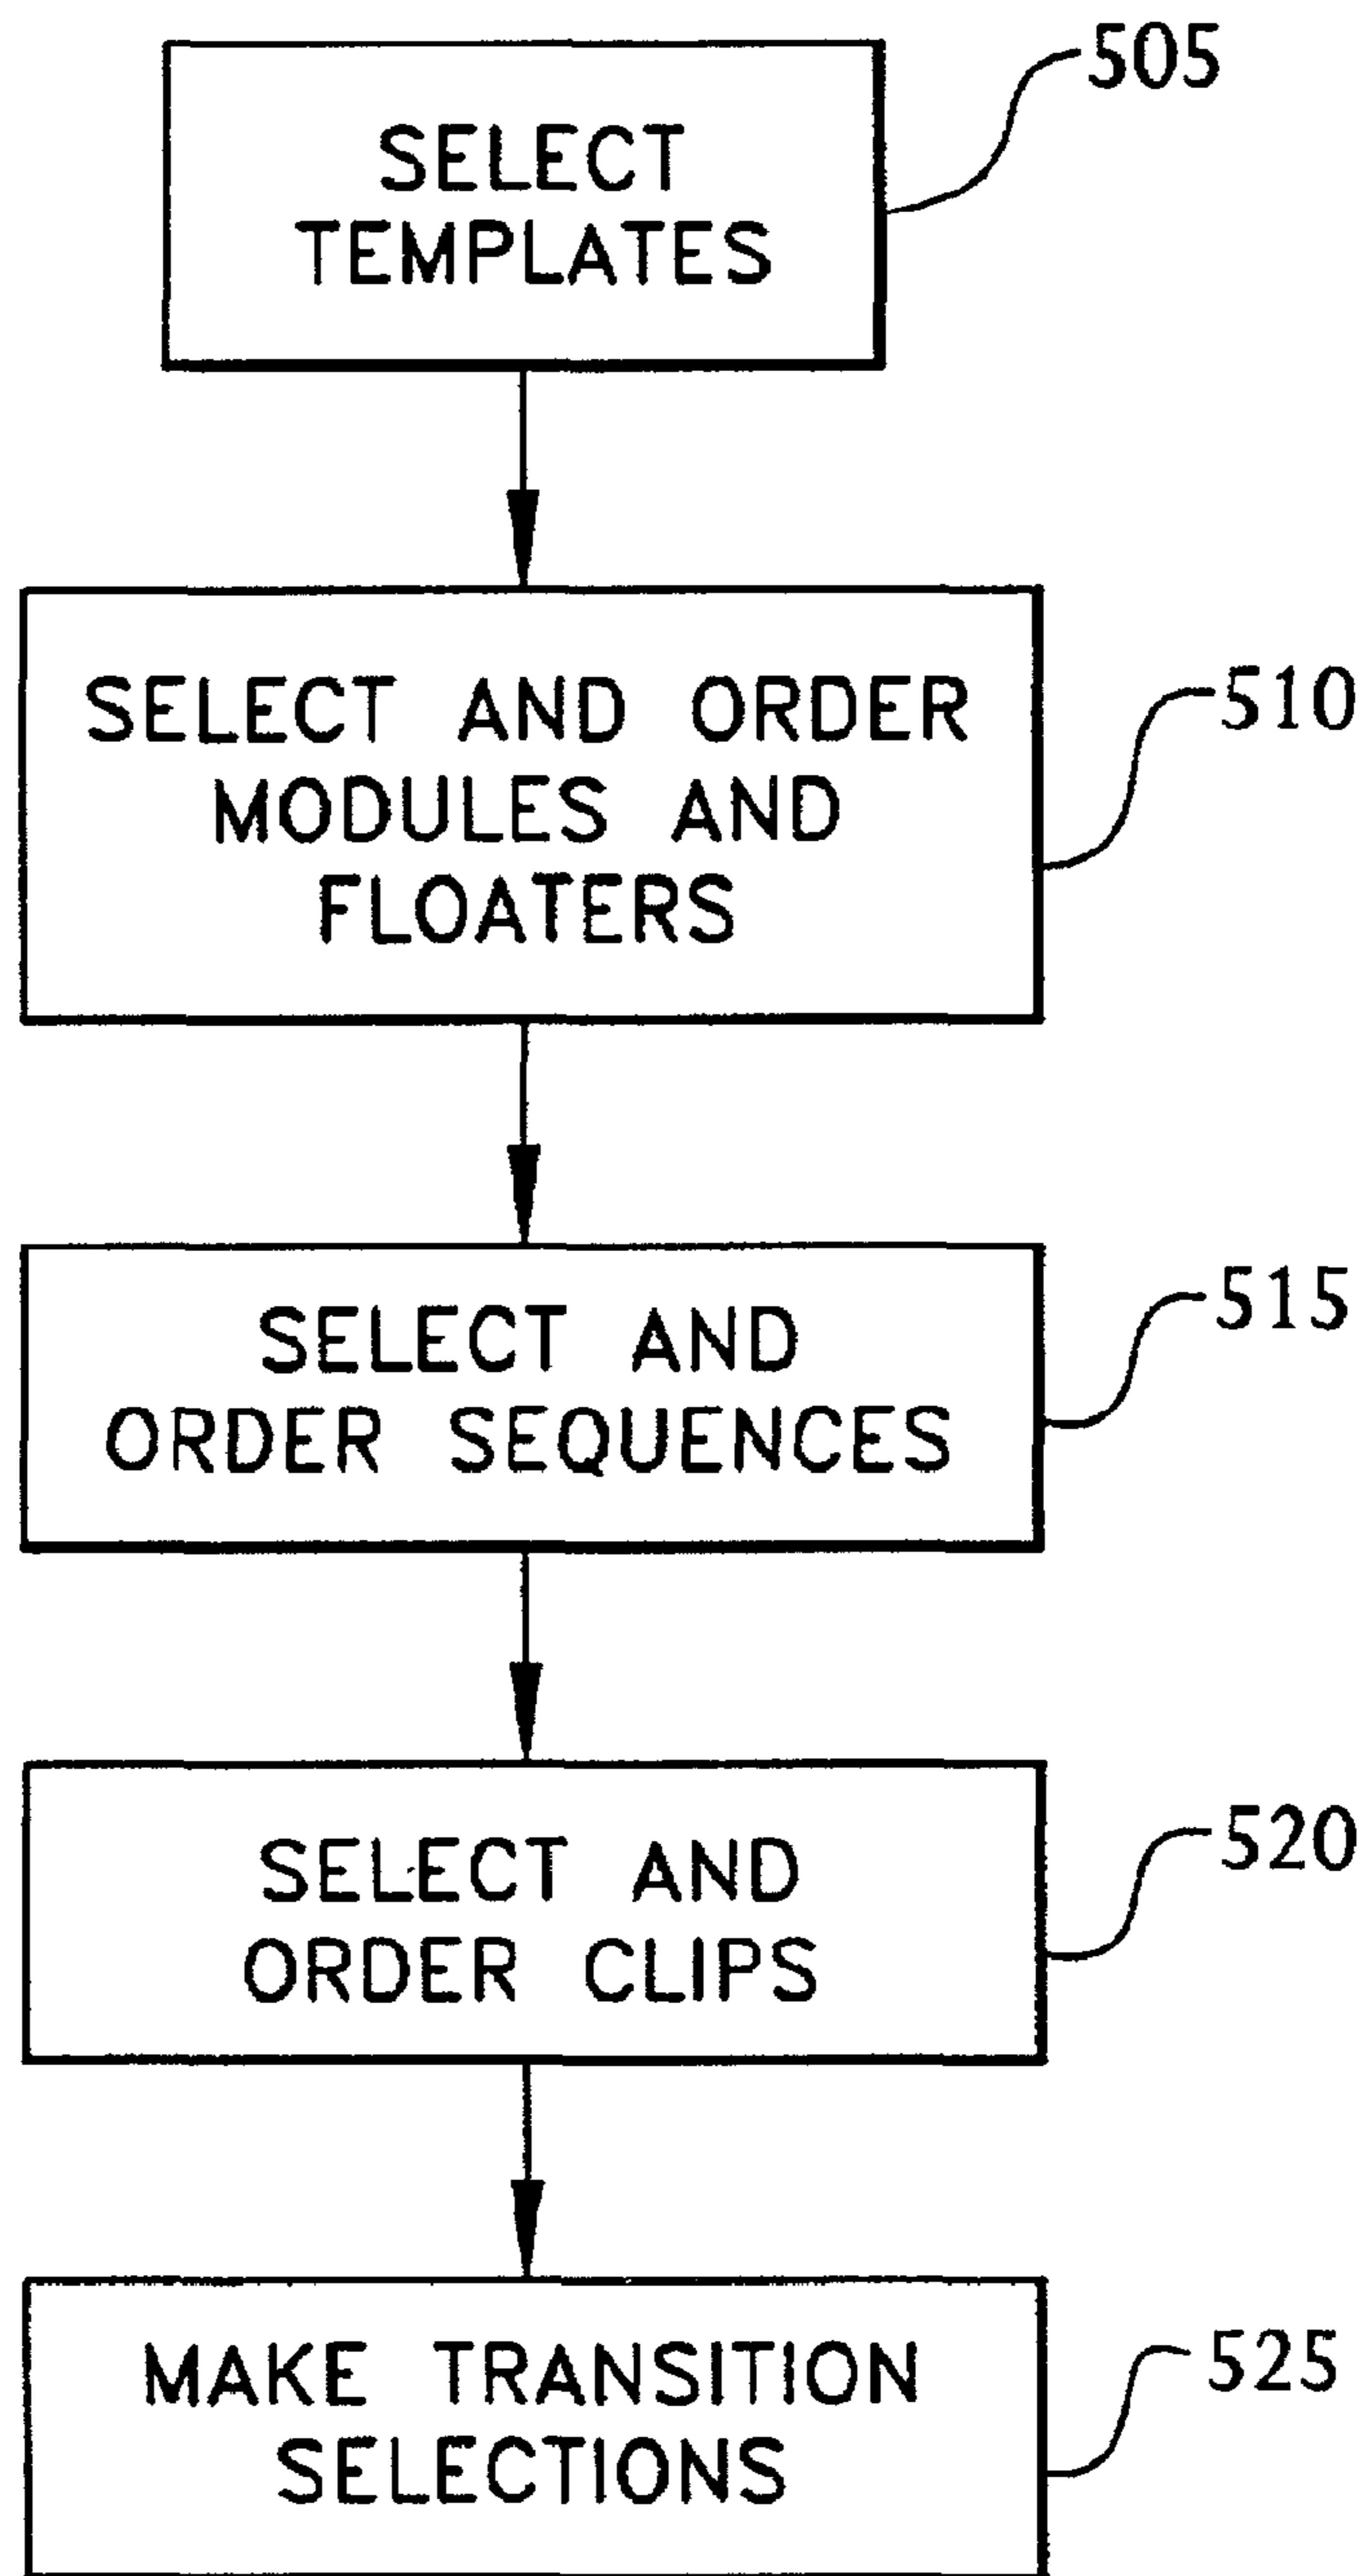 505
SELECT
TEMPLATES
510
SELECT AND ORDER
MODULES AND
FLOATERS
515
SELECT AND
ORDER SEQUENCES
520
SELECT AND
ORDER CLIPS
525
MAKE TRANSITION
SELECTIONS